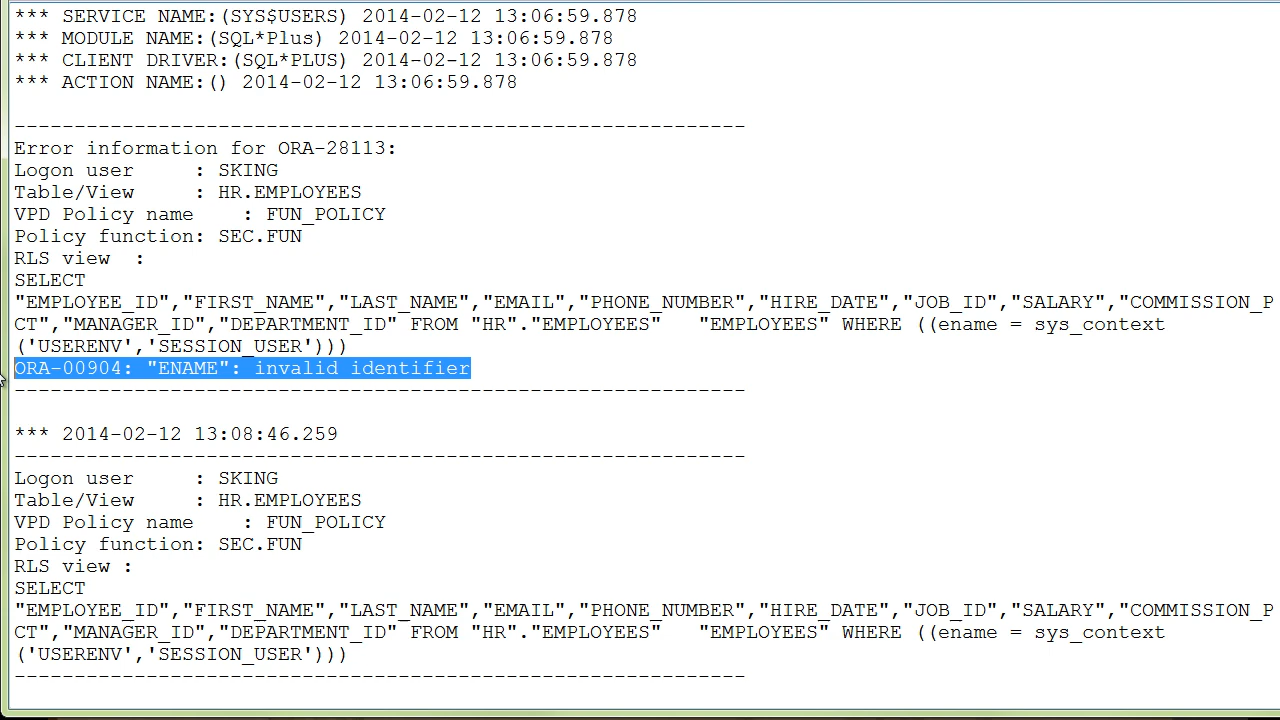 *** SERVICE NAME:(SYS$USERS) 2014-02-12 13:06:59.878
*** MODULE NAME:(SQL*Plus) 2014-02-12 13:06:59.878
*** CLIENT DRIVER:(SQL*PLUS) 2014-02-12 13:06:59.878
*** ACTION NAME:() 2014-02-12 13:06:59.878
-------------------------------------------------------------
Error information for ORA-28113:
Logon user     : SKING
Table/View     : HR.EMPLOYEES
VPD Policy name    : FUN_POLICY
Policy function: SEC.FUN
RLS view  :
SELECT
"EMPLOYEE_ID","FIRST_NAME","LAST_NAME","EMAIL","PHONE_NUMBER","HIRE_DATE","JOB_ID","SALARY","COMMISSION_P
CT","MANAGER_ID","DEPARTMENT_ID" FROM "HR"."EMPLOYEES"   "EMPLOYEES" WHERE ((ename = sys_context
('USERENV','SESSION_USER')))
ORA-00904: "ENAME": invalid identifier
-------------------------------------------------------------
*** 2014-02-12 13:08:46.259
-------------------------------------------------------------
Logon user     : SKING
Table/View     : HR.EMPLOYEES
VPD Policy name    : FUN_POLICY
Policy function: SEC.FUN
RLS view :
SELECT
"EMPLOYEE_ID","FIRST_NAME","LAST_NAME","EMAIL","PHONE_NUMBER","HIRE_DATE","JOB_ID","SALARY","COMMISSION_P
CT","MANAGER_ID","DEPARTMENT_ID" FROM "HR"."EMPLOYEES"   "EMPLOYEES" WHERE ((ename = sys_context
('USERENV','SESSION_USER')))
-------------------------------------------------------------